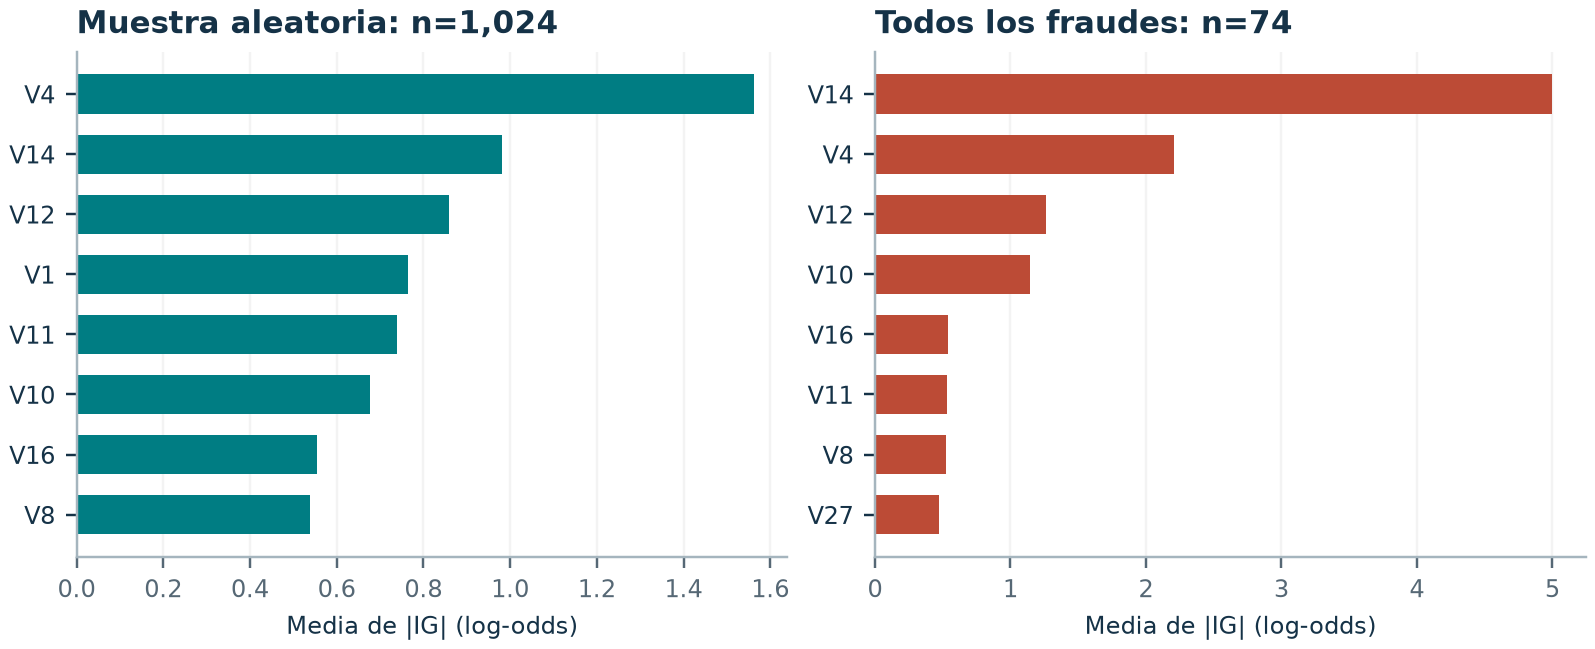 Muestra aleatoria: n=1,024
V4
V14
V12
V1
V11
V10
V16
V8
0.0 0.2 0.4 0.6 0.8 1.0 1.2 1.4 1.6
Media de |IG| (log-odds)
Todos los fraudes: n=74
V14
V4
V12
V10
V16
V11
V8
V27
0 1 2 3 4 5
Media de |IG| (log-odds)